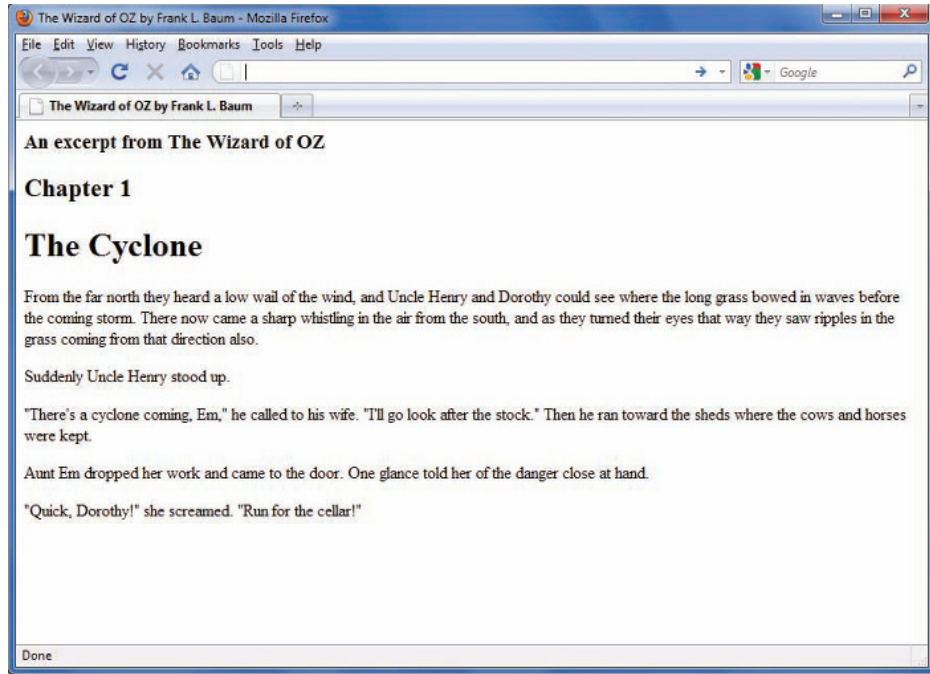 The Wizard of OZ by Frank L. Baum - Mozilla Firefox
File Edit View History Bookmarks Tools Help
Google
The Wizard of OZ by Frank L. Baum
An excerpt from The Wizard of OZ
Chapter 1
The Cyclone
From the far north they heard a low wail of the wind, and Uncle Henry and Dorothy could see where the long grass bowed in waves before
the coming storm. There now came a sharp whistling in the air from the south, and as they turned their eyes that way they saw ripples in the
grass coming from that direction also.
Suddenly Uncle Henry stood up.
"There's a cyclone coming, Em," he called to his wife. "I'll go look after the stock." Then he ran toward the sheds where the cows and horses
were kept.
Aunt Em dropped her work and came to the door. One glance told her of the danger close at hand.
"Quick, Dorothy!" she screamed. "Run for the cellar!"
Done